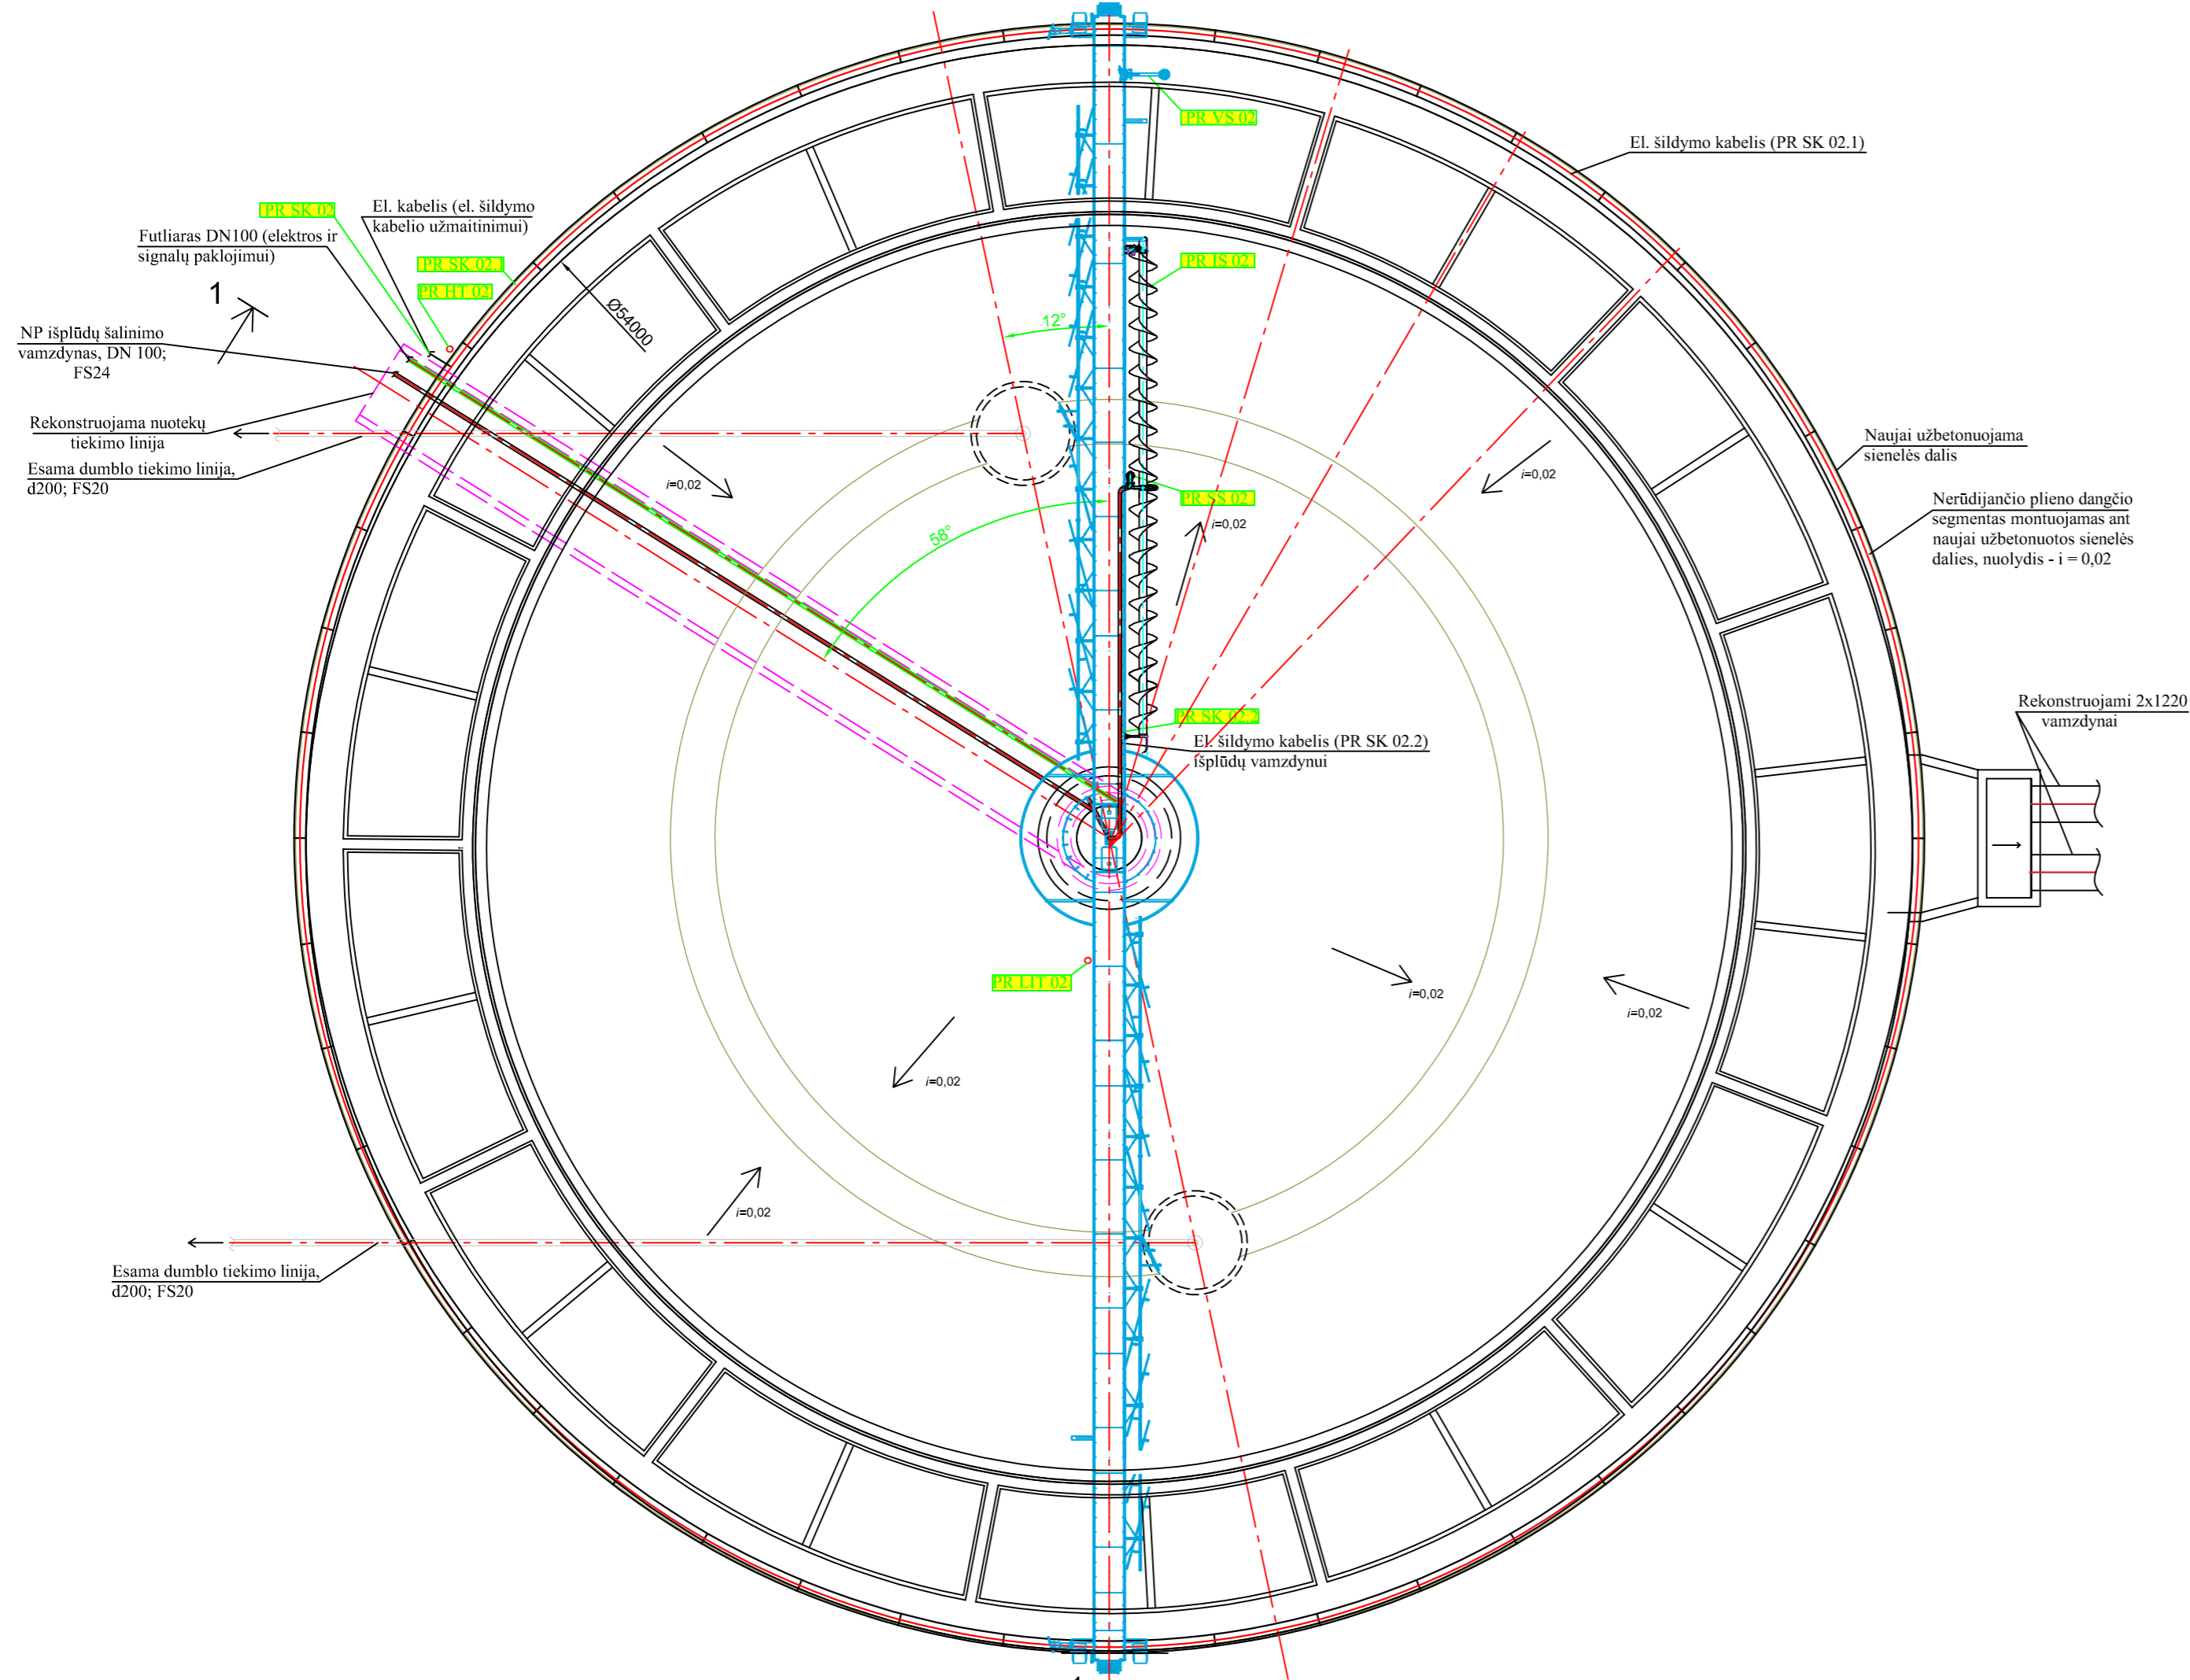 PR VS 02
El. šildymo kabelis (PR SK 02.1)
PR SK 02
El. kabelis (el. šildymo
kabelio užmaitinimui)
Futliaras DN100 (elektros ir
signalų paklojimui)
PR SK 02.1
PR HT 02
PR IS 02
1
Ø54000
12°
NP išplūdų šalinimo
vamzdynas, DN 100;
FS24
Rekonstruojama nuotekų
tiekimo linija
Esama dumblo tiekimo linija,
d200; FS20
Naujai užbetonuojama
sienelės dalis
Nerūdijančio plieno dangčio
segmentas montuojamas ant
naujai užbetonuotos sienelės
dalies, nuolydis - i = 0,02
i=0,02
i=0,02
PR SS 02
i=0,02
58°
Rekonstruojami 2x1220
vamzdynai
PR SK 02.2
El. šildymo kabelis (PR SK 02.2)
išplūdų vamzdynui
PR LIT 02
i=0,02
i=0,02
i=0,02
i=0,02
Esama dumblo tiekimo linija,
d200; FS20